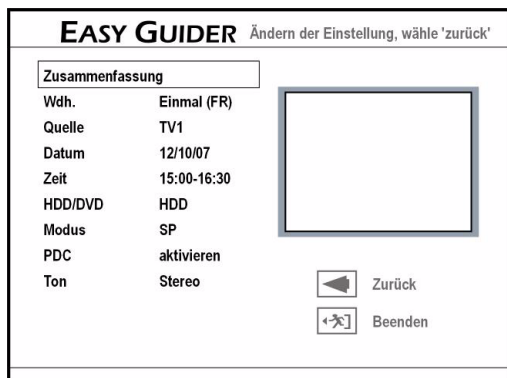 EASY GUIDER Ändern der Einstellung, wähle 'zurück'
Zusammenfassung
Wdh. Einmal (FR)
Quelle TV1
Datum 12/10/07
Zeit 15:00-16:30
HDD/DVD HDD
Modus SP
PDC aktivieren
Ton Stereo
Zurück
Beenden